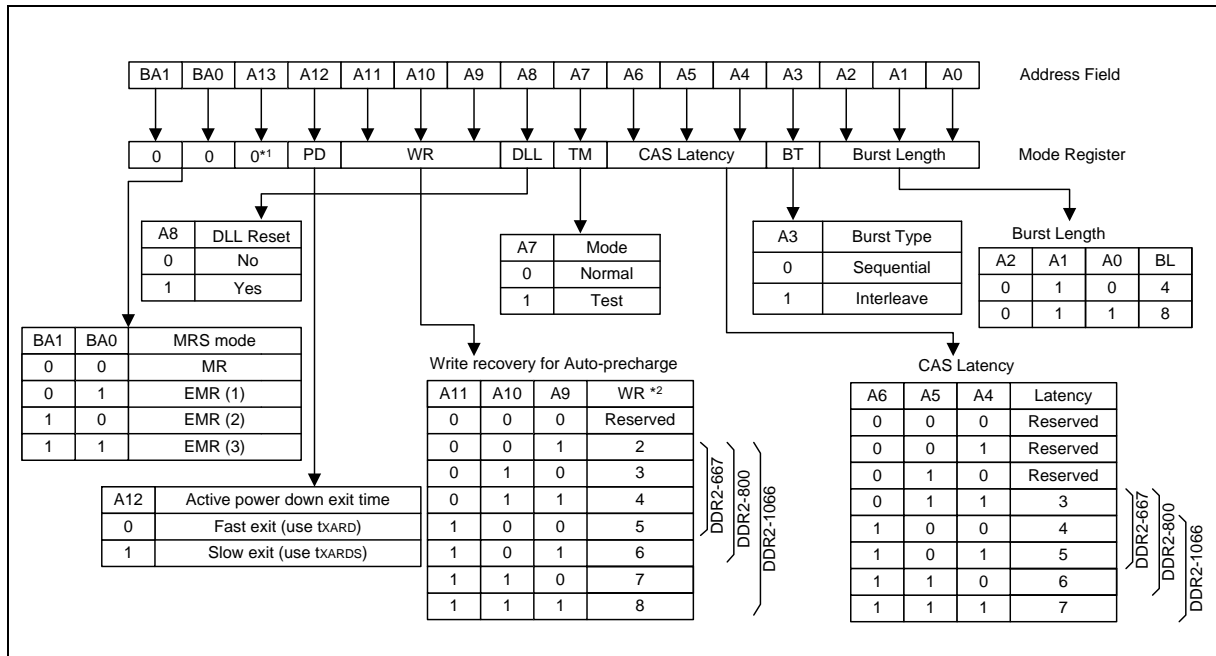 BA1 BA0 A13 A12 A11 A10 A9 A8 A7 A6 A5 A4 A3 A2 A1 A0 Address Field
0 0 0*1 PD WR DLL TM CAS Latency BT Burst Length Mode Register
A8 DLL Reset
0 No
1 Yes
A7 Mode
0 Normal
1 Test
A3 Burst Type
0 Sequential
1 Interleave
Burst Length
A2 A1 A0 BL
0 1 0 4
0 1 1 8
BA1 BA0 MRS mode
0 0 MR
0 1 EMR (1)
1 0 EMR (2)
1 1 EMR (3)
A12 Active power down exit time
0 Fast exit (use tXARD)
1 Slow exit (use tXARDS)
Write recovery for Auto-precharge
A11 A10 A9 WR *2
0 0 0 Reserved
0 0 1 2
0 1 0 3
0 1 1 4
1 0 0 5
1 0 1 6
1 1 0 7
1 1 1 8
DDR2-667
DDR2-800
DDR2-1066
CAS Latency
A6 A5 A4 Latency
0 0 0 Reserved
0 0 1 Reserved
0 1 0 Reserved
0 1 1 3
1 0 0 4
1 0 1 5
1 1 0 6
1 1 1 7
DDR2-667
DDR2-800
DDR2-1066